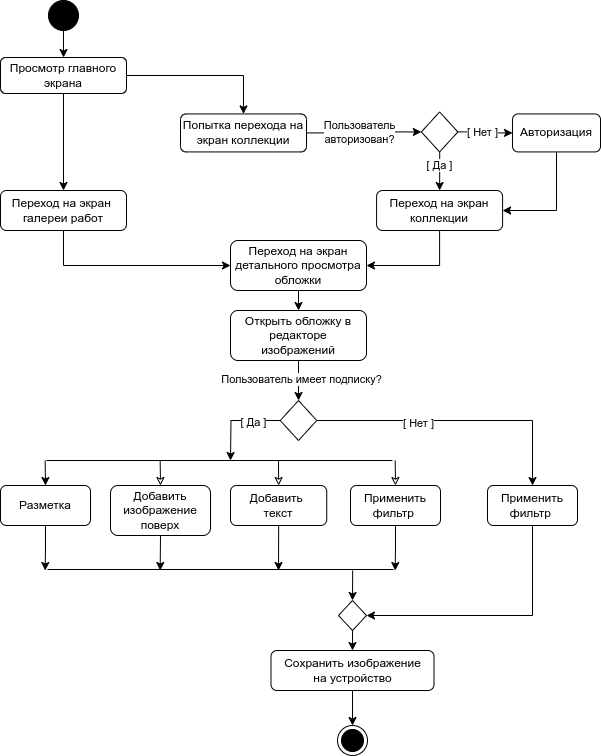 Просмотр главного
экрана
Попытка перехода на
экран коллекции
Пользователь
авторизован?
[ Нет ]
Авторизация
[ Да ]
Переход на экран
галереи работ
Переход на экран
коллекции
Переход на экран
детального просмотра
обложки
Открыть обложку в
редакторе
изображений
Пользователь имеет подписку?
[ Да ]
[ Нет ]
Разметка
Добавить
изображение
поверх
Добавить
текст
Применить
фильтр
Применить
фильтр
Сохранить изображение
на устройство